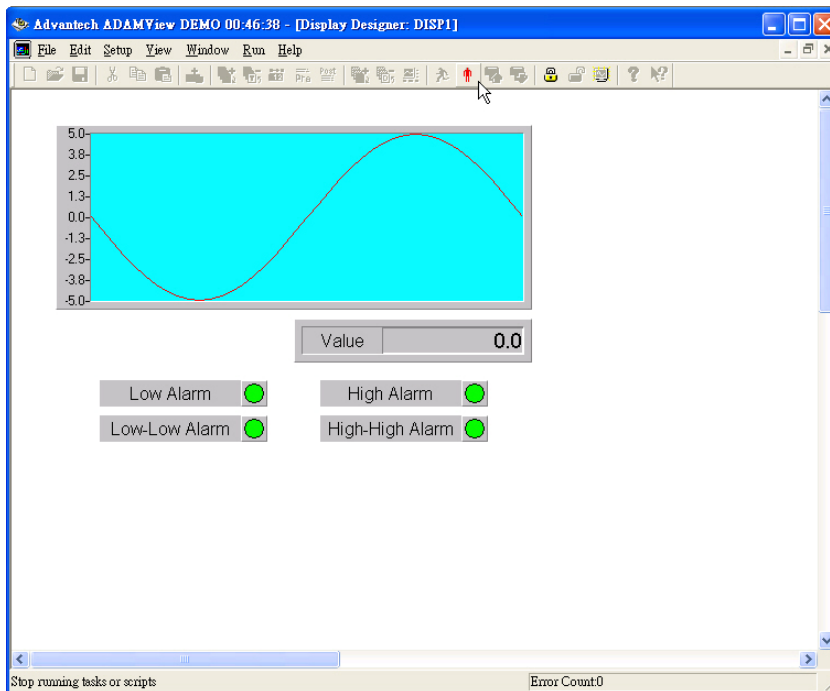 Advantech ADAMView DEMO 00:46:38 - [Display Designer: DISP1]
File Edit Setup View Window Run Help
Pre Post
5.0
3.8
2.5
1.3
0.0
-1.3
-2.5
-3.8
-5.0
Value 0.0
Low Alarm High Alarm
Low-Low Alarm High-High Alarm
Stop running tasks or scripts Error Count:0